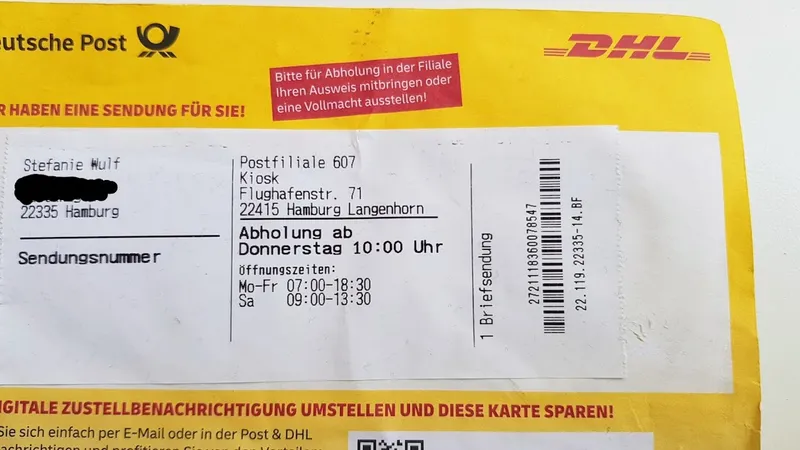 eutsche Post
DHL
Bitte für Abholung in der Filiale
Ihren Ausweis mitbringen oder
eine Vollmacht ausstellen!
R HABEN EINE SENDUNG FÜR SIE!
Stefanie Wulf
22335 Hamburg
Sendungsnummer
Postfiliale 607
Kiosk
Flughafenstr. 71
22415 Hamburg Langenhorn
Abholung ab
Donnerstag 10:00 Uhr
Öffnungszeiten:
Mo-Fr 07:00-18:30
Sa 09:00-13:30
1 Briefsendung
2721118360078547
22.119.22335-14.BF
IGITALE ZUSTELLBENACHRICHTIGUNG UMSTELLEN UND DIESE KARTE SPAREN!
Sie sich einfach per E-Mail oder in der Post & DHL